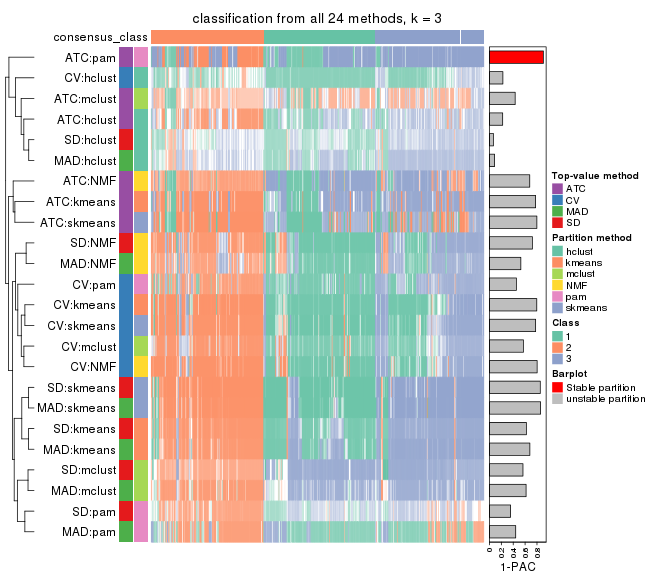 classification from all 24 methods, k = 3
consensus_class
ATC:pam
CV:hclust
ATC:mclust
ATC:hclust
SD:hclust
MAD:hclust
ATC:NMF
ATC:kmeans
ATC:skmeans
SD:NMF
MAD:NMF
CV:pam
CV:kmeans
CV:skmeans
CV:mclust
CV:NMF
SD:skmeans
MAD:skmeans
SD:kmeans
MAD:kmeans
SD:mclust
MAD:mclust
SD:pam
MAD:pam
0 0.2 0.4 0.6 0.8
1-PAC
Top-value method
ATC
CV
MAD
SD
Partition method
hclust
kmeans
mclust
NMF
pam
skmeans
Class
1
2
3
Barplot
Stable partition
unstable partition